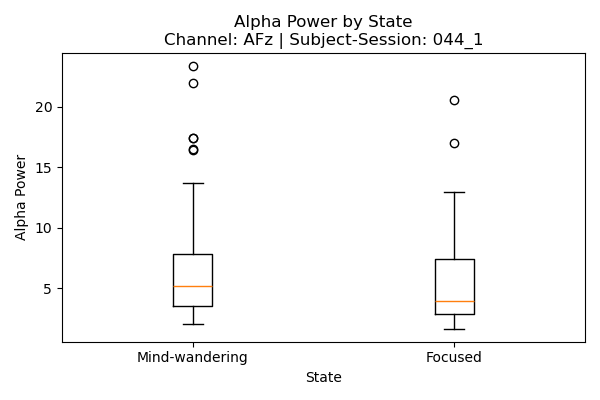 Alpha Power by State
Channel: AFz | Subject-Session: 044_1
20
15
10
5
Alpha Power
Mind-wandering
Focused
State